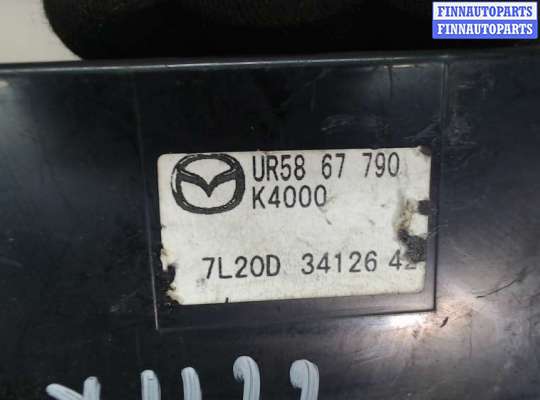 FINNAUTOPARTS
FINNAUTOPARTS
UR58 67 790
K4000
7L20D 34126 42